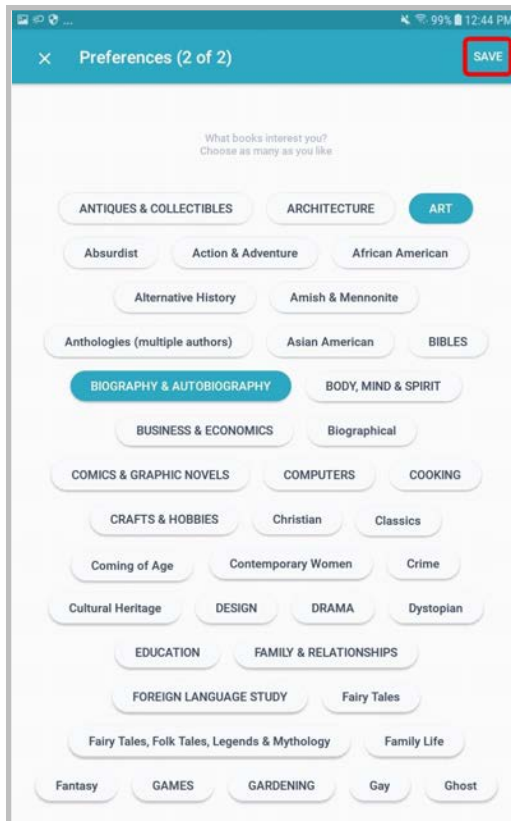 ... 99% 12:44 PM
Preferences (2 of 2) SAVE
What books interest you?
Choose as many as you like
ANTIQUES & COLLECTIBLES ARCHITECTURE ART
Absurdist Action & Adventure African American
Alternative History Amish & Mennonite
Anthologies (multiple authors) Asian American BIBLES
BIOGRAPHY & AUTOBIOGRAPHY BODY, MIND & SPIRIT
BUSINESS & ECONOMICS Biographical
COMICS & GRAPHIC NOVELS COMPUTERS COOKING
CRAFTS & HOBBIES Christian Classics
Coming of Age Contemporary Women Crime
Cultural Heritage DESIGN DRAMA Dystopian
EDUCATION FAMILY & RELATIONSHIPS
FOREIGN LANGUAGE STUDY Fairy Tales
Fairy Tales, Folk Tales, Legends & Mythology Family Life
Fantasy GAMES GARDENING Gay Ghost